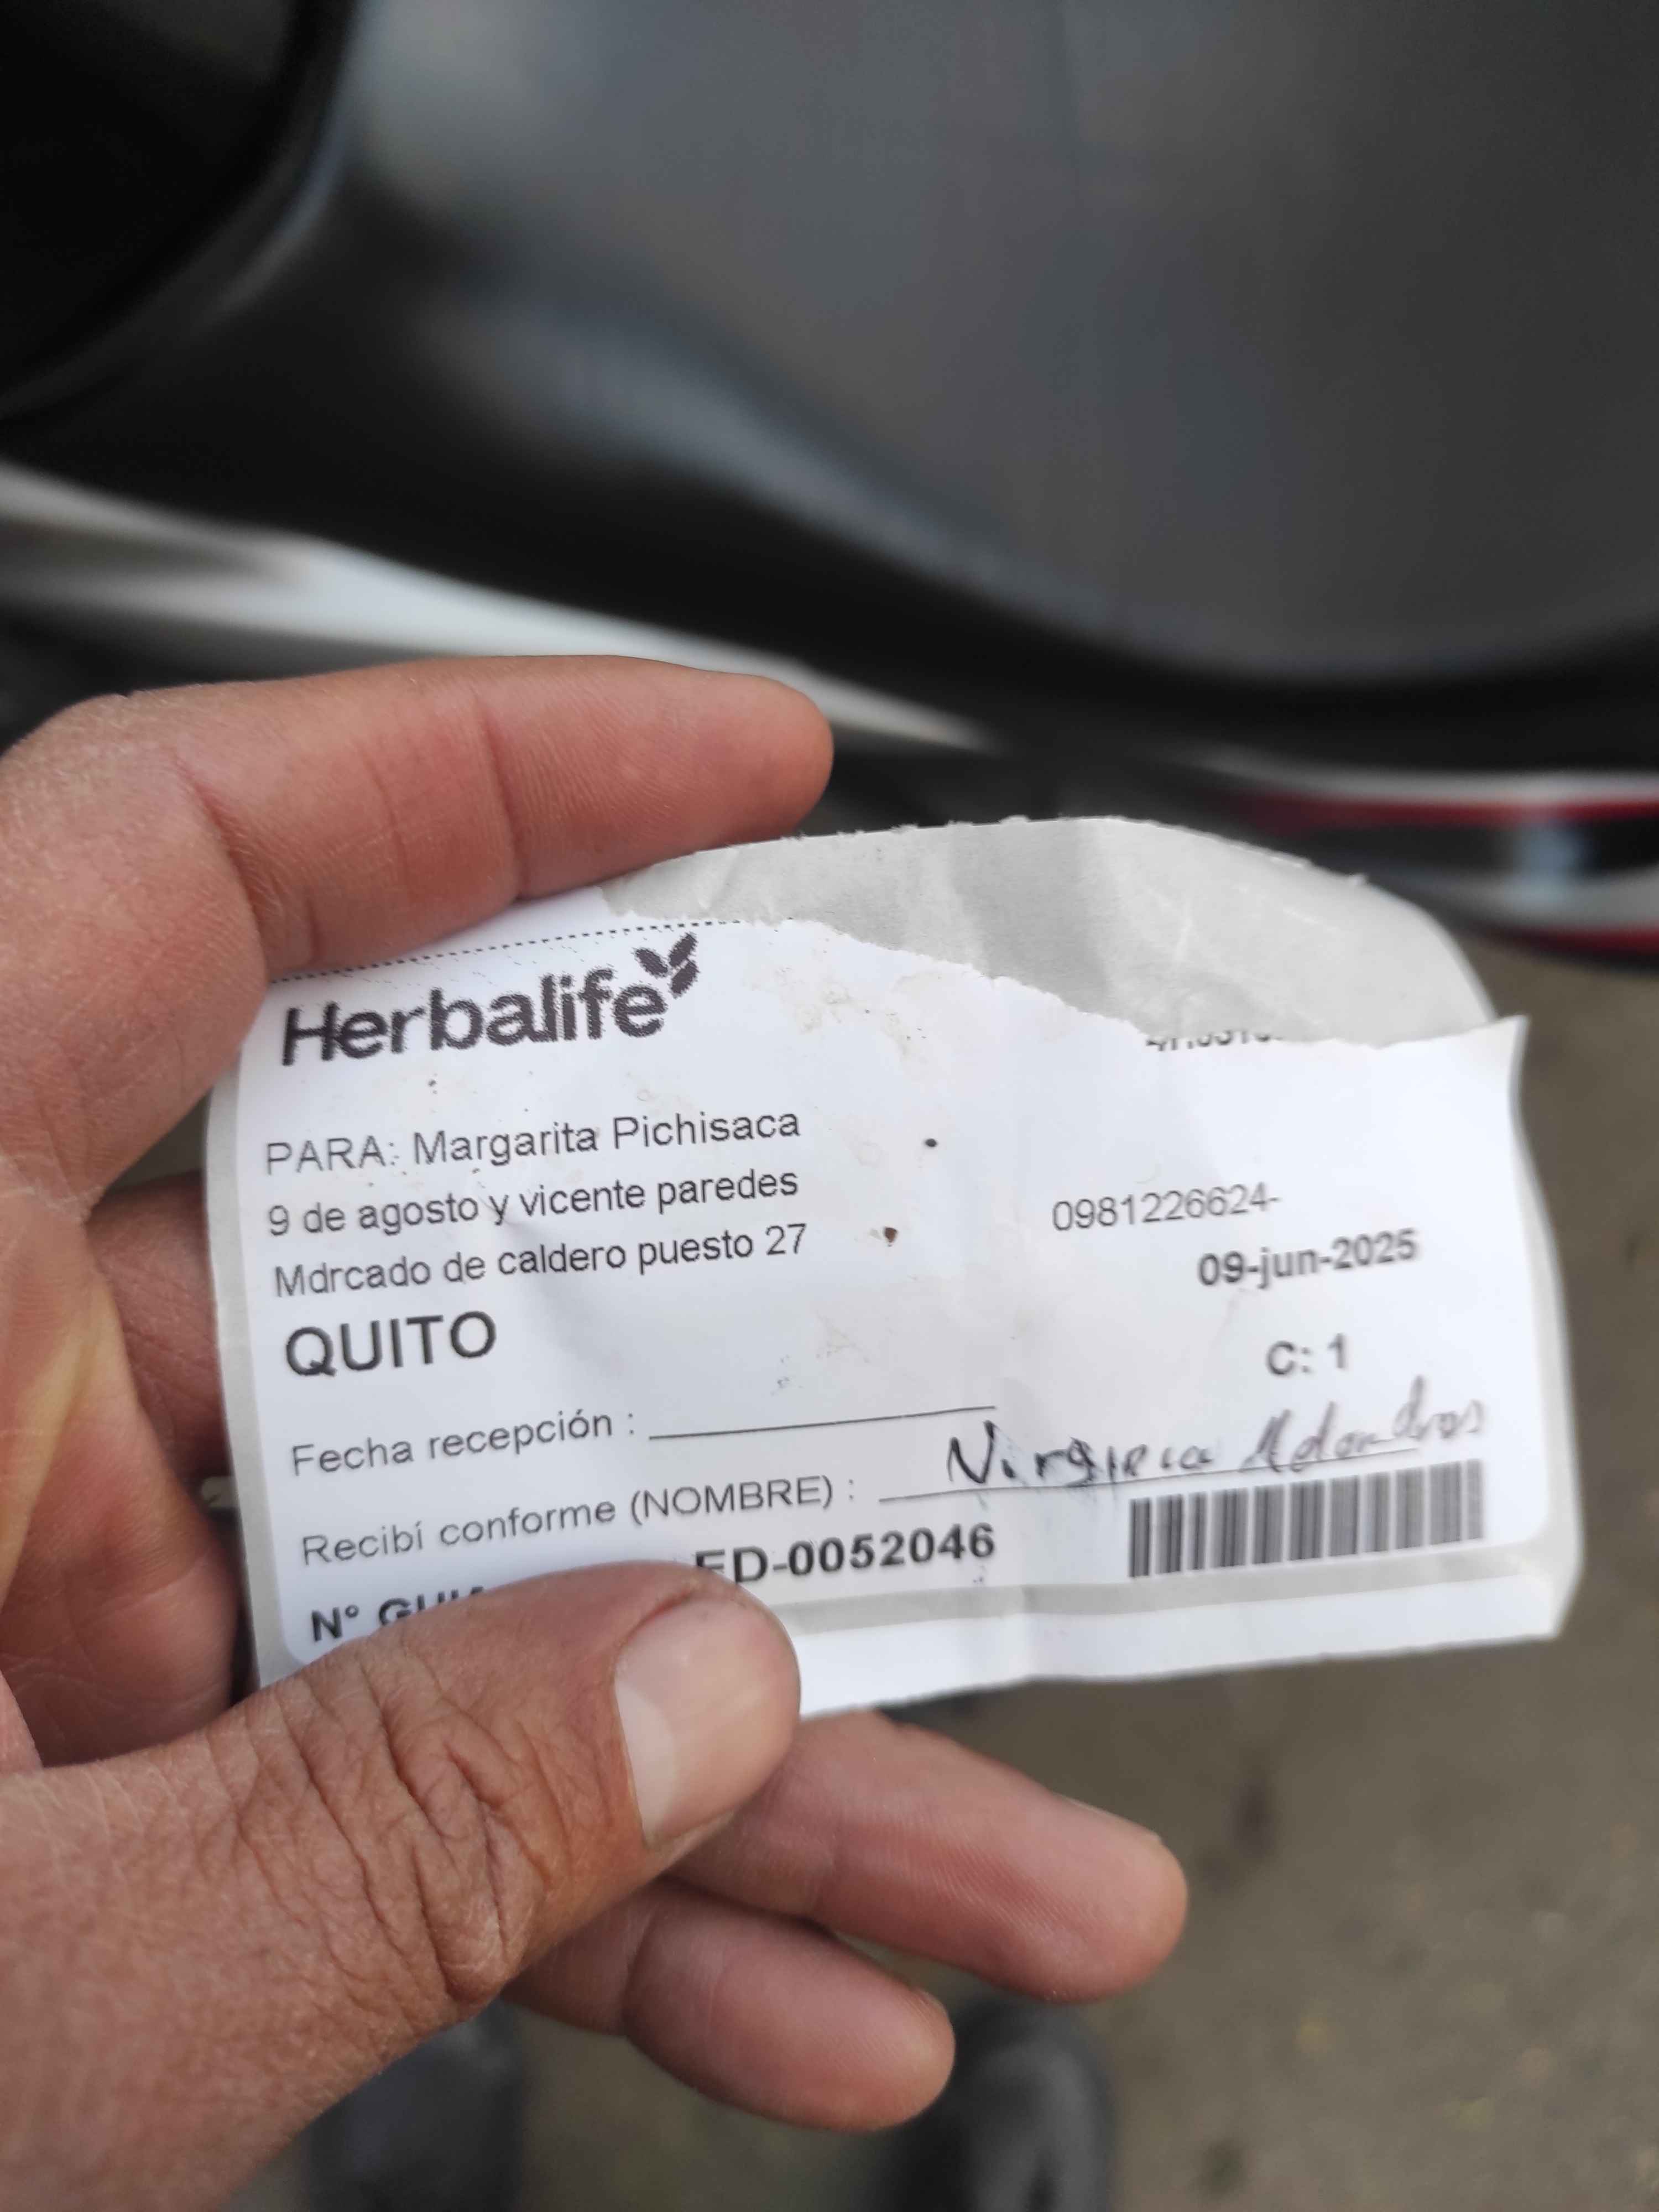 Herbalife
PARA: Margarita Pichisaca
9 de agosto y vicente paredes
0981226624-
Mdrcado de caldero puesto 27
09-jun-2025
QUITO
C: 1
Fecha recepción :
Recibí conforme (NOMBRE) :
N° ED-0052046